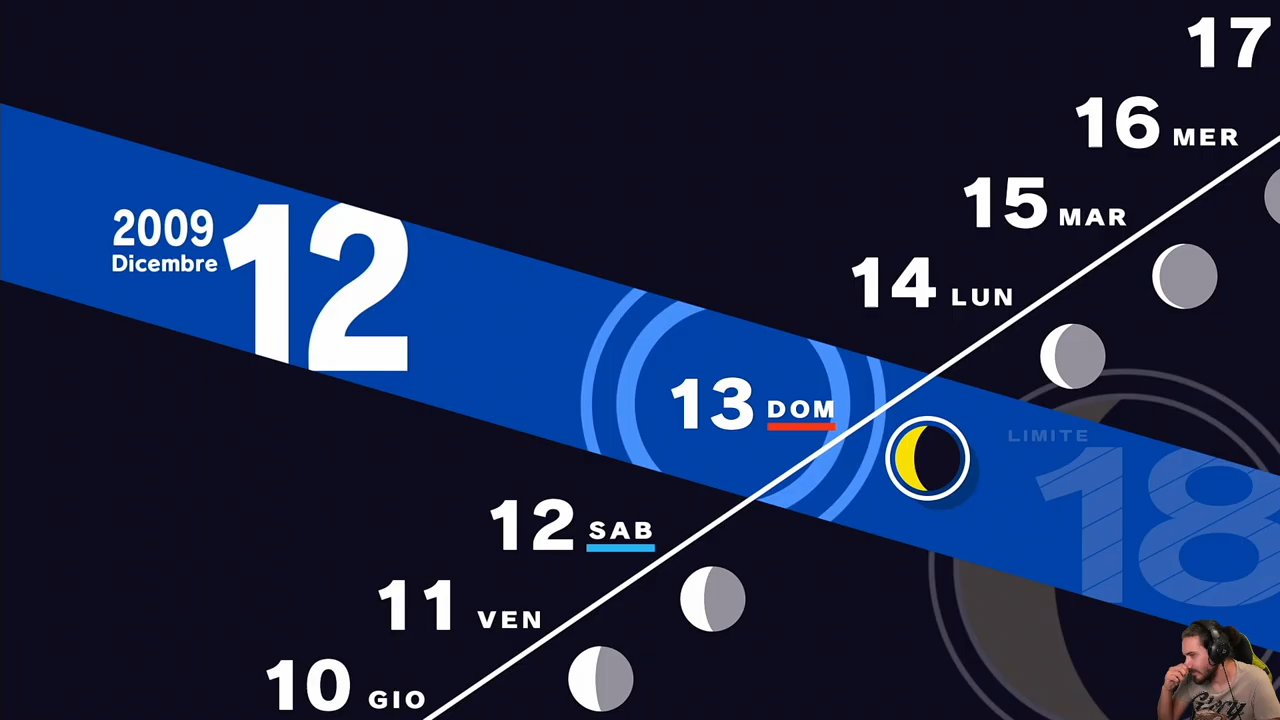 17
16 MER
15 MAR
14 LUN
2009
Dicembre
12
13 DOM
LIMITE
18
12 SAB
11 VEN
10 GIO